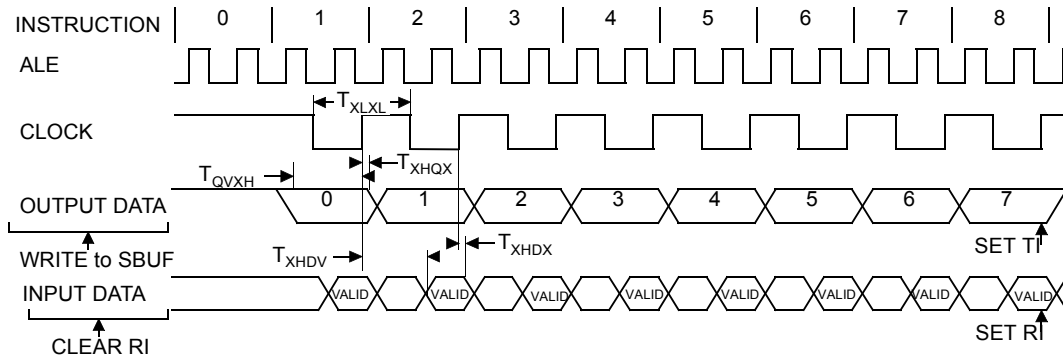 INSTRUCTION 0 1 2 3 4 5 6 7 8
ALE
T_XLXL
CLOCK
T_XHQX
T_QVXH
OUTPUT DATA 0 1 2 3 4 5 6 7
WRITE to SBUF T_XHDV T_XHDX SET TI
INPUT DATA VALID VALID VALID VALID VALID VALID VALID VALID
CLEAR RI SET RI